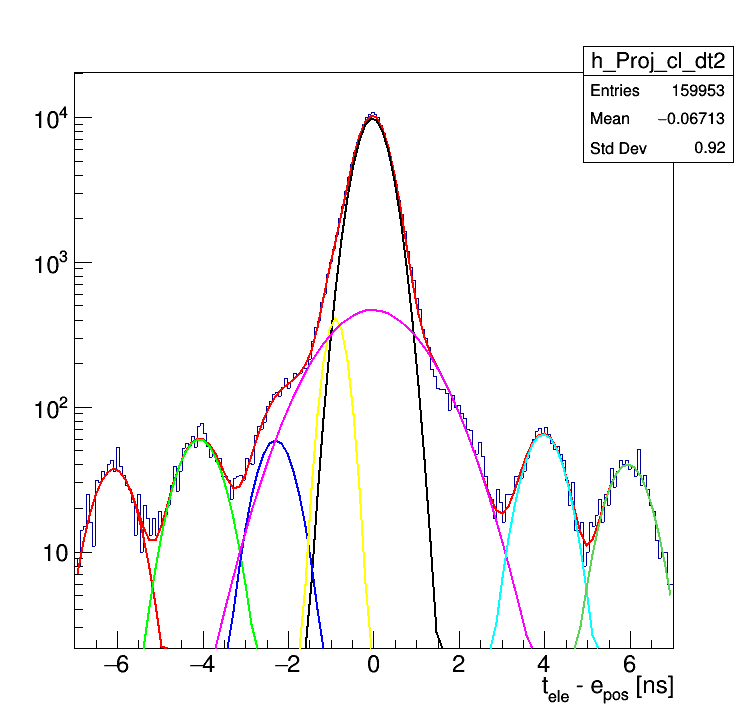 h_Proj_cl_dt2
Entries 159953
Mean −0.06713
Std Dev 0.92
10⁴
10³
10²
10
−6 −4 −2 0 2 4 6
t_ele - e_pos [ns]